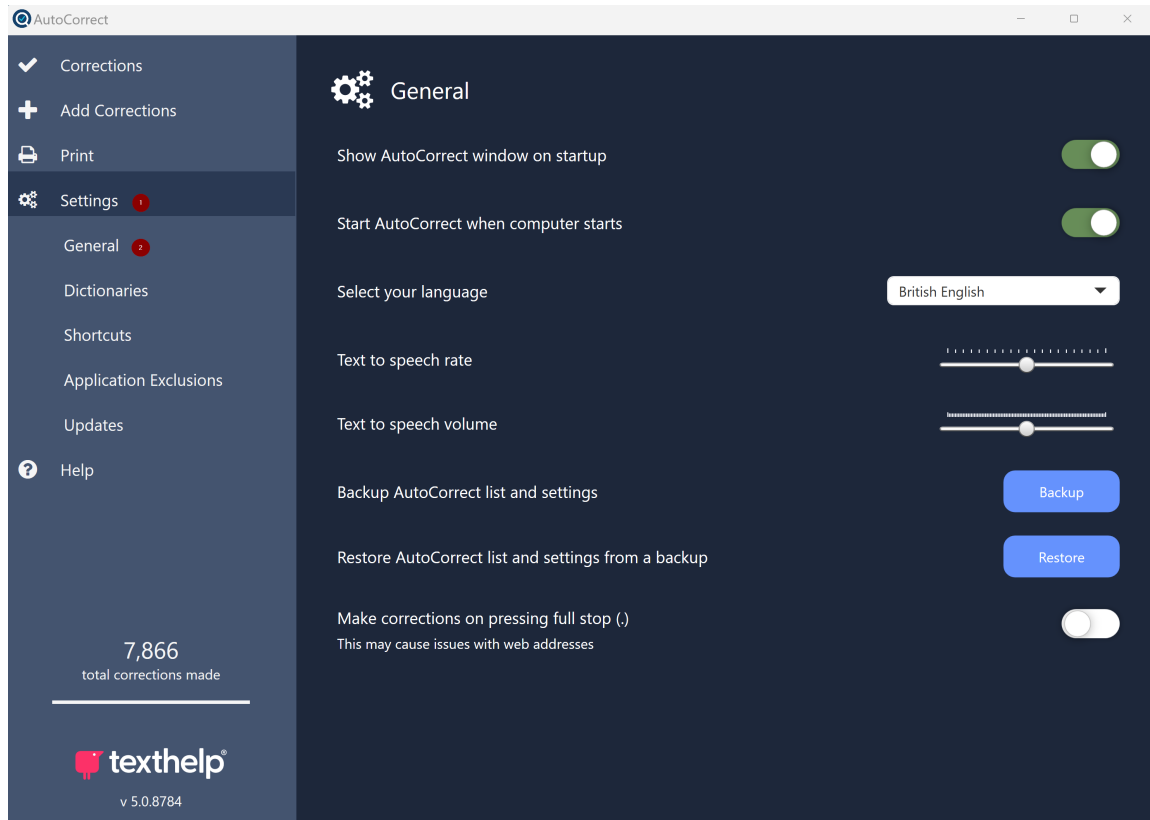 AutoCorrect
Corrections
Add Corrections
Print
Settings 1
General 2
Dictionaries
Shortcuts
Application Exclusions
Updates
Help
7,866
total corrections made
texthelp®
v 5.0.8784
General
Show AutoCorrect window on startup
Start AutoCorrect when computer starts
Select your language British English
Text to speech rate
Text to speech volume
Backup AutoCorrect list and settings Backup
Restore AutoCorrect list and settings from a backup Restore
Make corrections on pressing full stop (.)
This may cause issues with web addresses